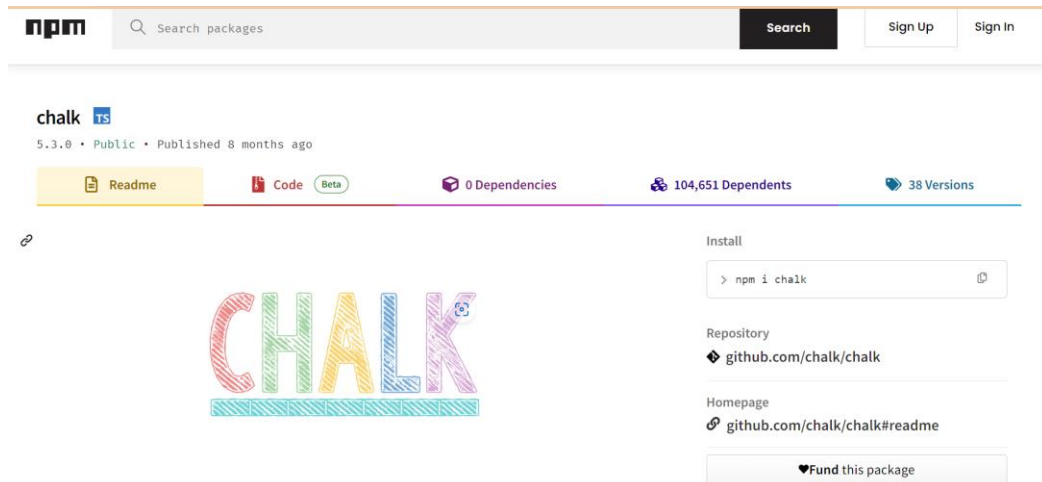 npm Search packages Search Sign Up Sign In
chalk TS
5.3.0 • Public • Published 8 months ago
Readme Code Beta 0 Dependencies 104,651 Dependents 38 Versions
Install
> npm i chalk
CHALK
Repository
github.com/chalk/chalk
Homepage
github.com/chalk/chalk#readme
♥Fund this package